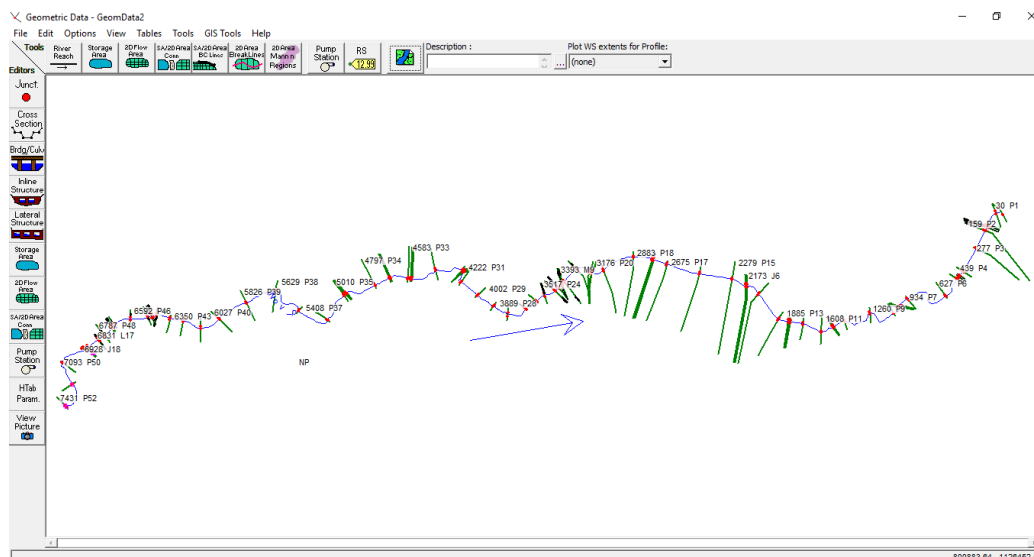 Geometric Data - GeomData2
File Edit Options View Tables Tools GIS Tools Help
Tools
Editors
River
Reach
Storage
Area
2D Flow
Area
SA/2D Area
Conn
SA/2D Area
BC Lines
2D Area
BreakLines
2D Area
Mann n
Regions
Pump
Station
RS
12.99
Description :
...
Plot WS extents for Profile:
(none)
Junct.
Cross
Section
Brdg/Culv
Inline
Structure
Lateral
Structure
Storage
Area
2D Flow
Area
SA/2D Area
Conn
Pump
Station
HTab
Param.
View
Picture
30 P1
159 P2
277 P3
439 P4
627 P6
934 P7
1260 P9
1608 P11
1885 P13
2173 J6
2279 P15
2675 P17
2883 P18
3176 P20
3393 M9
3517 P24
3889 P28
4002 P29
4222 P31
4583 P33
4797 P34
5010 P35
5408 P37
5629 P38
5826 P39
6027 P40
6350 P43
6592 P46
6787 P48
6831 L17
6928 J18
7093 P50
7431 P52
NP